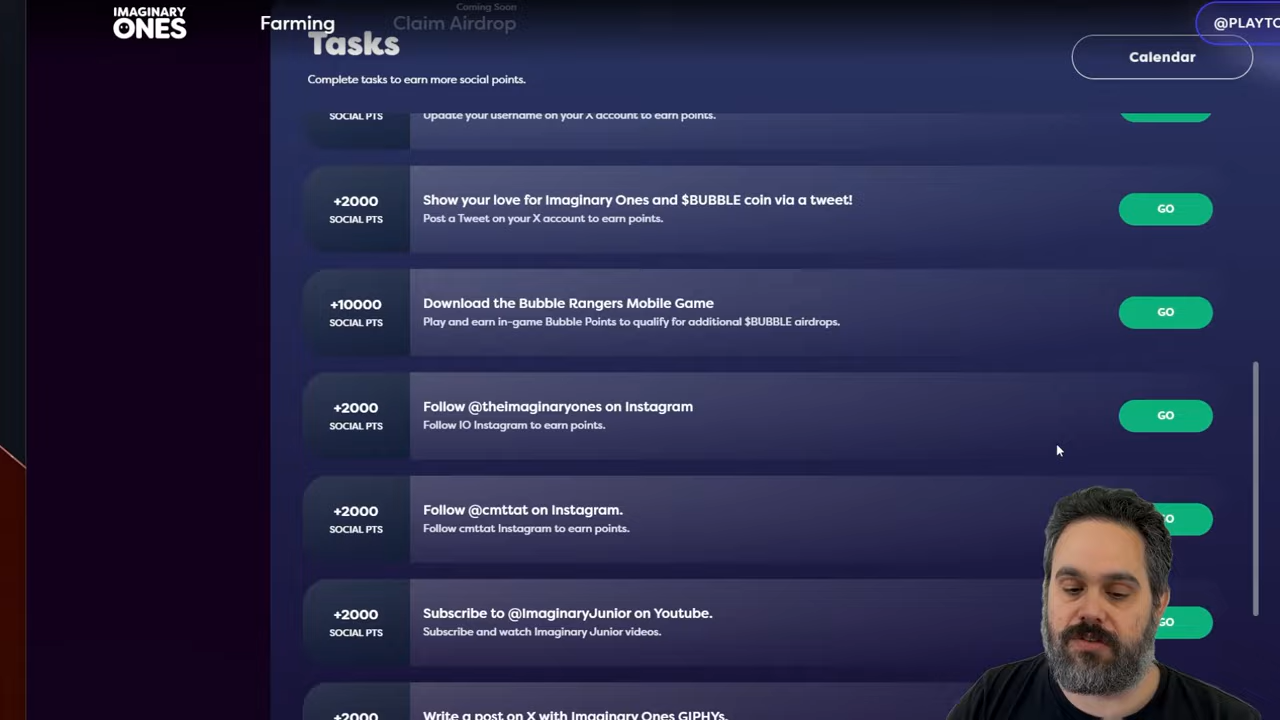 Coming Soon
IMAGINARY
ONES
Farming
Claim Airdrop
@PLAYTO
Tasks
Calendar
Complete tasks to earn more social points.
SOCIAL PTS
Update your username on your X account to earn points.
+2000
SOCIAL PTS
Show your love for Imaginary Ones and $BUBBLE coin via a tweet!
Post a Tweet on your X account to earn points.
GO
+10000
SOCIAL PTS
Download the Bubble Rangers Mobile Game
Play and earn in-game Bubble Points to qualify for additional $BUBBLE airdrops.
GO
+2000
SOCIAL PTS
Follow @theimaginaryones on Instagram
Follow IO Instagram to earn points.
GO
+2000
SOCIAL PTS
Follow @cmttat on Instagram.
Follow cmttat Instagram to earn points.
GO
+2000
SOCIAL PTS
Subscribe to @ImaginaryJunior on Youtube.
Subscribe and watch Imaginary Junior videos.
GO
+2000
Write a post on X with Imaginary Ones GIPHYs.